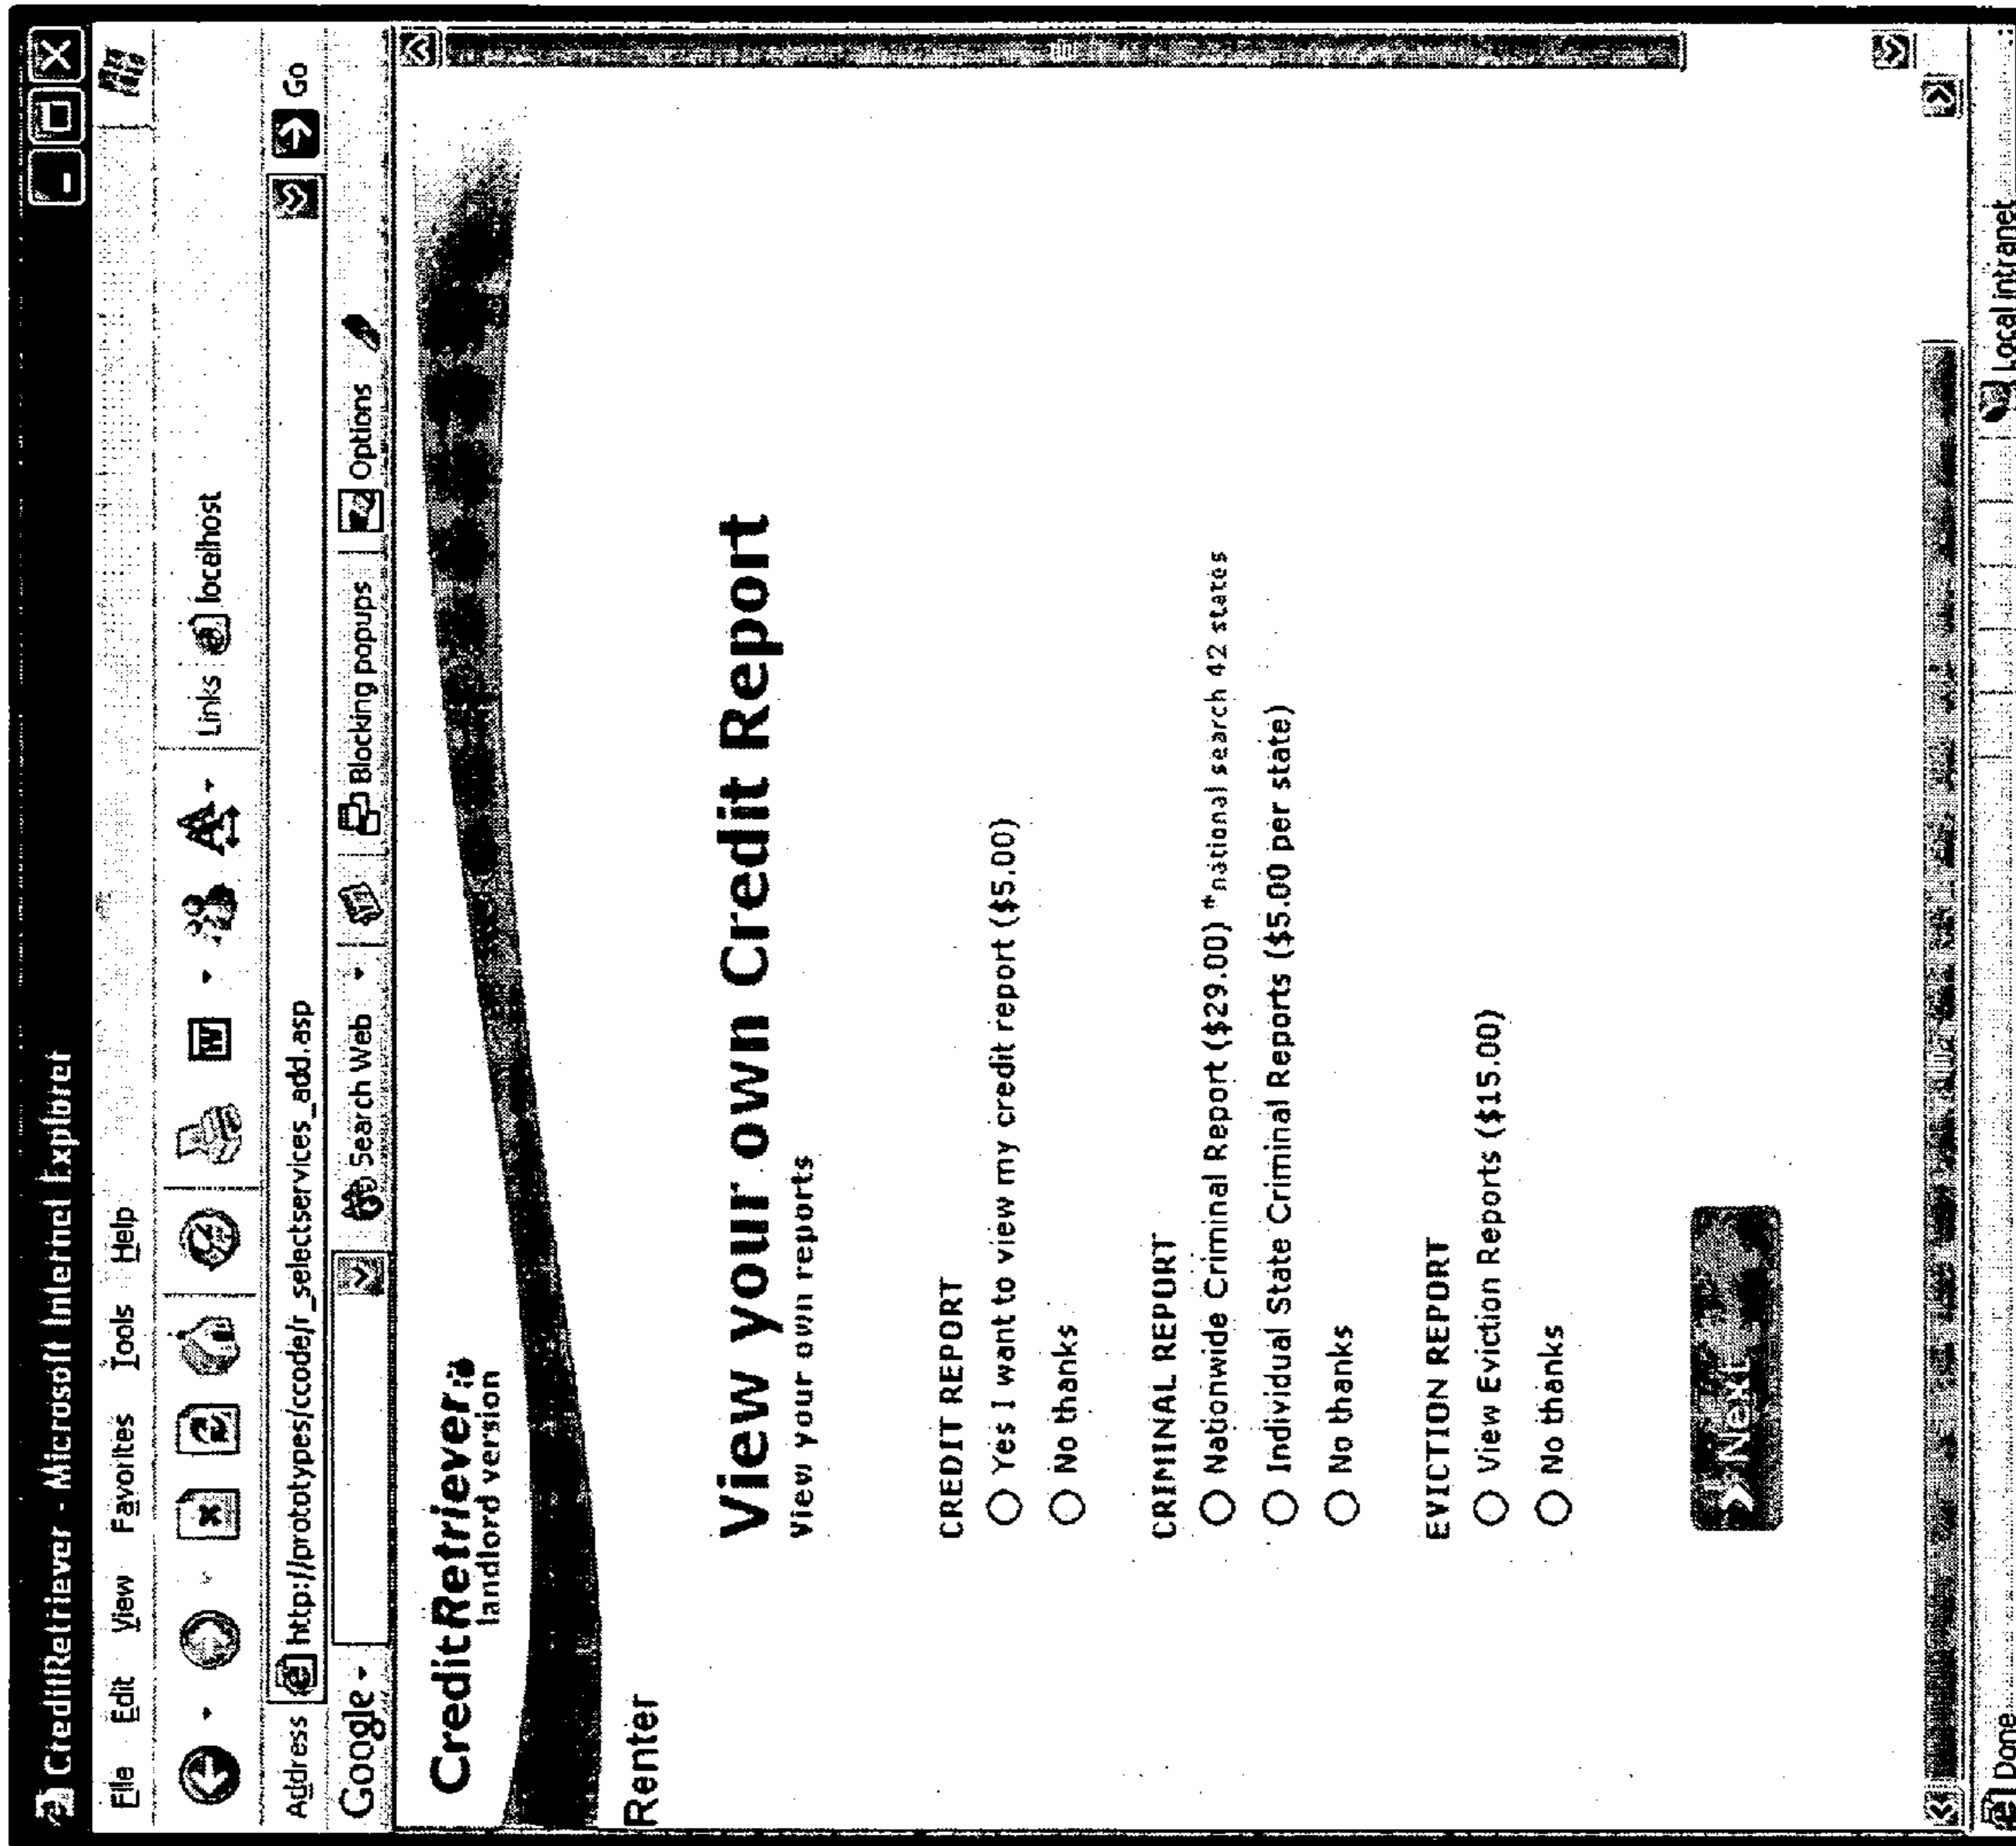 CreditRetriever - Microsoft Internet Explorer
File Edit View Favorites Tools Help
Links localhost
Address http://prototypes/ccode/r_selectservices_add.asp Go
Google Search Web Blocking popups Options
CreditRetriever
landlord version
Renter
View your own Credit Report
View your own reports
CREDIT REPORT
Yes I want to view my credit report ($5.00)
No thanks
CRIMINAL REPORT
Nationwide Criminal Report ($29.00) *national search 42 states
Individual State Criminal Reports ($5.00 per state)
No thanks
EVICTION REPORT
View Eviction Reports ($15.00)
No thanks
Next
Done Local intranet